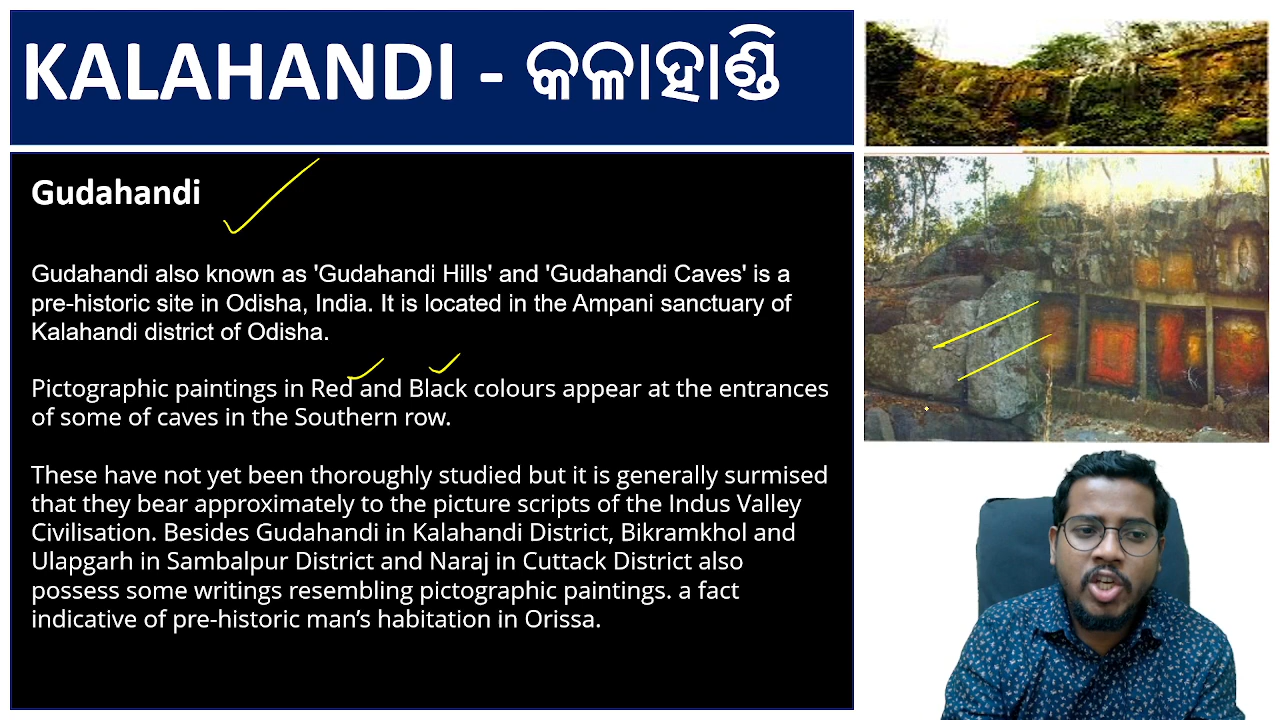 KALAHANDI - କଳାହାଣ୍ଡି
Gudahandi
Gudahandi also known as 'Gudahandi Hills' and 'Gudahandi Caves' is a
pre-historic site in Odisha, India. It is located in the Ampani sanctuary of
Kalahandi district of Odisha.
Pictographic paintings in Red and Black colours appear at the entrances
of some of caves in the Southern row.
These have not yet been thoroughly studied but it is generally surmised
that they bear approximately to the picture scripts of the Indus Valley
Civilisation. Besides Gudahandi in Kalahandi District, Bikramkhol and
Ulapgarh in Sambalpur District and Naraj in Cuttack District also
possess some writings resembling pictographic paintings. a fact
indicative of pre-historic man’s habitation in Orissa.